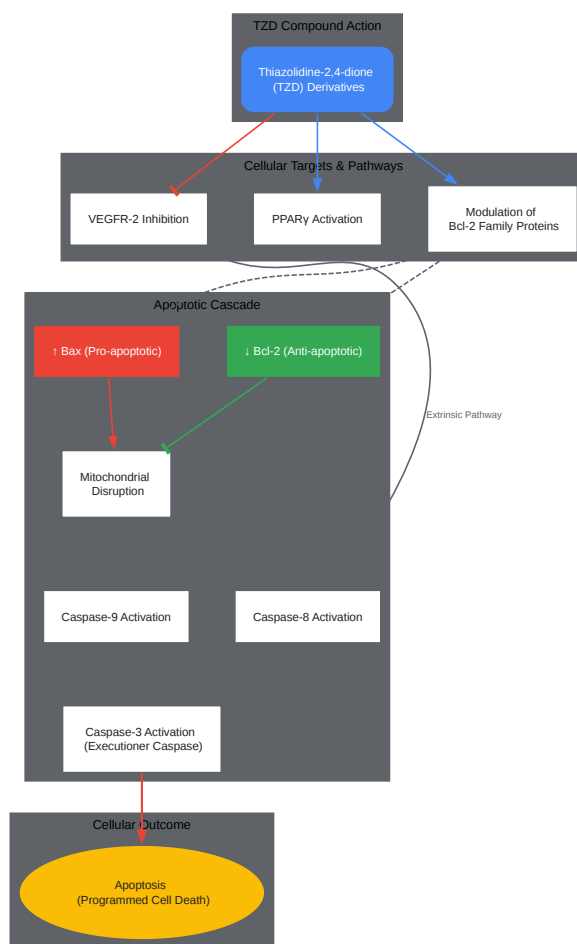 TZD Compound Action
Thiazolidine-2,4-dione
(TZD) Derivatives
Cellular Targets & Pathways
VEGFR-2 Inhibition
PPARγ Activation
Modulation of
Bcl-2 Family Proteins
Apoptotic Cascade
↑ Bax (Pro-apoptotic)
↓ Bcl-2 (Anti-apoptotic)
Extrinsic Pathway
Mitochondrial
Disruption
Caspase-9 Activation
Caspase-8 Activation
Caspase-3 Activation
(Executioner Caspase)
Cellular Outcome
Apoptosis
(Programmed Cell Death)